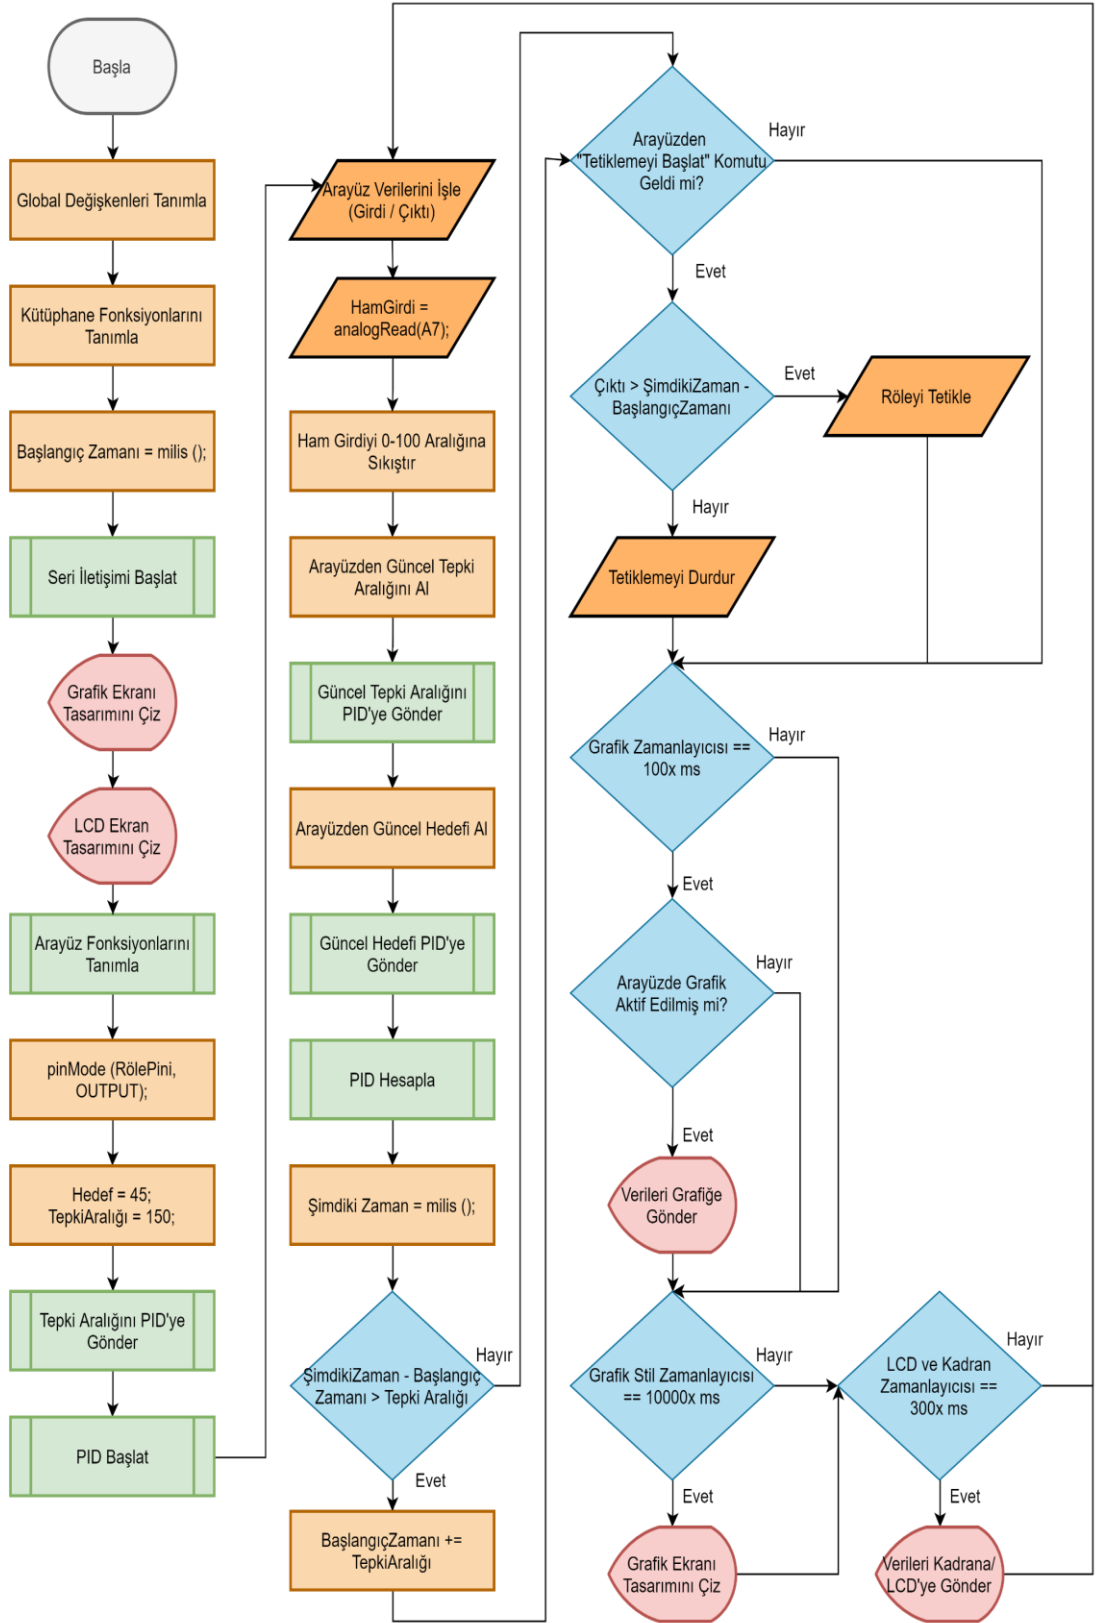 Başla
Global Değişkenleri Tanımla
Kütüphane Fonksiyonlarını
Tanımla
Başlangıç Zamanı = milis ();
Seri İletişimi Başlat
Grafik Ekranı
Tasarımını Çiz
LCD Ekran
Tasarımını Çiz
Arayüz Fonksiyonlarını
Tanımla
pinMode (RölePini,
OUTPUT);
Hedef = 45;
TepkiAralığı = 150;
Tepki Aralığını PID'ye
Gönder
PID Başlat
Arayüz Verilerini İşle
(Girdi / Çıktı)
HamGirdi =
analogRead(A7);
Ham Girdiyi 0-100 Aralığına
Sıkıştır
Arayüzden Güncel Tepki
Aralığını Al
Güncel Tepki Aralığını
PID'ye Gönder
Arayüzden Güncel Hedefi Al
Güncel Hedefi PID'ye
Gönder
PID Hesapla
Şimdiki Zaman = milis ();
ŞimdikiZaman - Başlangıç
Zamanı > Tepki Aralığı
Hayır
Evet
BaşlangıçZamanı +=
TepkiAralığı
Arayüzden
"Tetiklemeyi Başlat" Komutu
Geldi mi?
Hayır
Evet
Çıktı > ŞimdikiZaman -
BaşlangıçZamanı
Evet
Röleyi Tetikle
Hayır
Tetiklemeyi Durdur
Grafik Zamanlayıcısı ==
100x ms
Hayır
Evet
Arayüzde Grafik
Aktif Edilmiş mi?
Hayır
Evet
Verileri Grafiğe
Gönder
Grafik Stil Zamanlayıcısı
== 10000x ms
Hayır
Evet
Grafik Ekranı
Tasarımını Çiz
LCD ve Kadran
Zamanlayıcısı ==
300x ms
Hayır
Evet
Verileri Kadrana/
LCD'ye Gönder